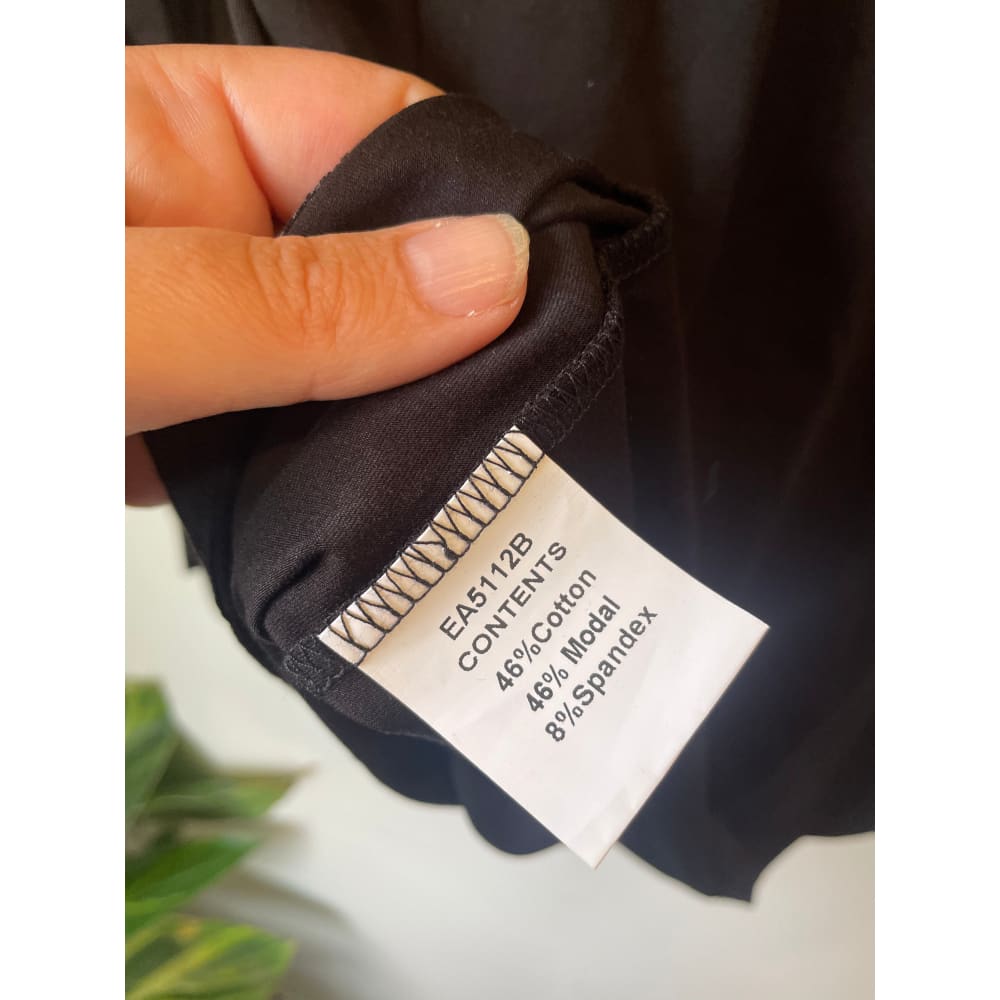 EA5112B
CONTENTS
46%Cotton
46% Modal
8%Spandex